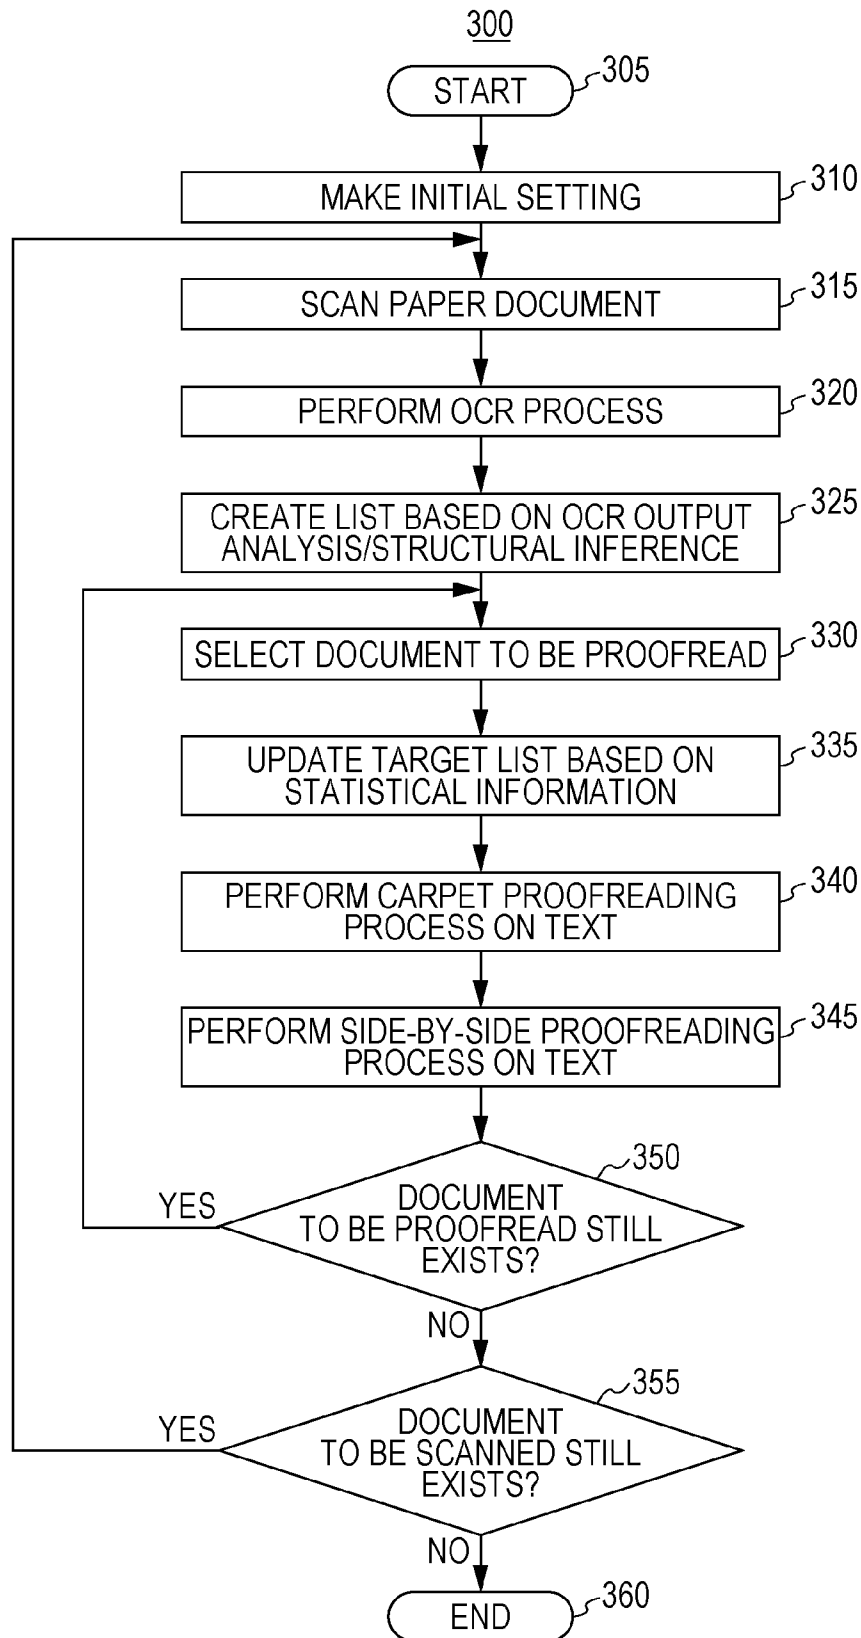 300
START
305
MAKE INITIAL SETTING
310
SCAN PAPER DOCUMENT
315
PERFORM OCR PROCESS
320
CREATE LIST BASED ON OCR OUTPUT
ANALYSIS/STRUCTURAL INFERENCE
325
SELECT DOCUMENT TO BE PROOFREAD
330
UPDATE TARGET LIST BASED ON
STATISTICAL INFORMATION
335
PERFORM CARPET PROOFREADING
PROCESS ON TEXT
340
PERFORM SIDE-BY-SIDE PROOFREADING
PROCESS ON TEXT
345
350
YES
DOCUMENT
TO BE PROOFREAD STILL
EXISTS?
NO
355
YES
DOCUMENT
TO BE SCANNED STILL
EXISTS?
NO
END
360